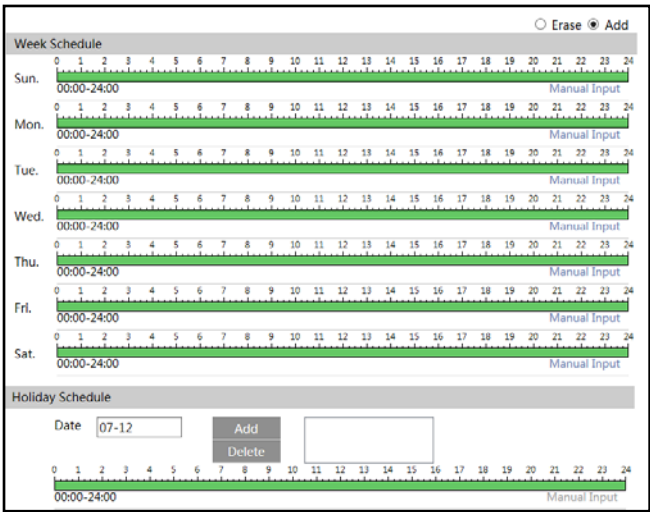 Erase Add
Week Schedule
0 1 2 3 4 5 6 7 8 9 10 11 12 13 14 15 16 17 18 19 20 21 22 23 24
Sun.
00:00-24:00 Manual Input
0 1 2 3 4 5 6 7 8 9 10 11 12 13 14 15 16 17 18 19 20 21 22 23 24
Mon.
00:00-24:00 Manual Input
0 1 2 3 4 5 6 7 8 9 10 11 12 13 14 15 16 17 18 19 20 21 22 23 24
Tue.
00:00-24:00 Manual Input
0 1 2 3 4 5 6 7 8 9 10 11 12 13 14 15 16 17 18 19 20 21 22 23 24
Wed.
00:00-24:00 Manual Input
0 1 2 3 4 5 6 7 8 9 10 11 12 13 14 15 16 17 18 19 20 21 22 23 24
Thu.
00:00-24:00 Manual Input
0 1 2 3 4 5 6 7 8 9 10 11 12 13 14 15 16 17 18 19 20 21 22 23 24
Fri.
00:00-24:00 Manual Input
0 1 2 3 4 5 6 7 8 9 10 11 12 13 14 15 16 17 18 19 20 21 22 23 24
Sat.
00:00-24:00 Manual Input
Holiday Schedule
Date 07-12 Add
Delete
0 1 2 3 4 5 6 7 8 9 10 11 12 13 14 15 16 17 18 19 20 21 22 23 24
00:00-24:00 Manual Input